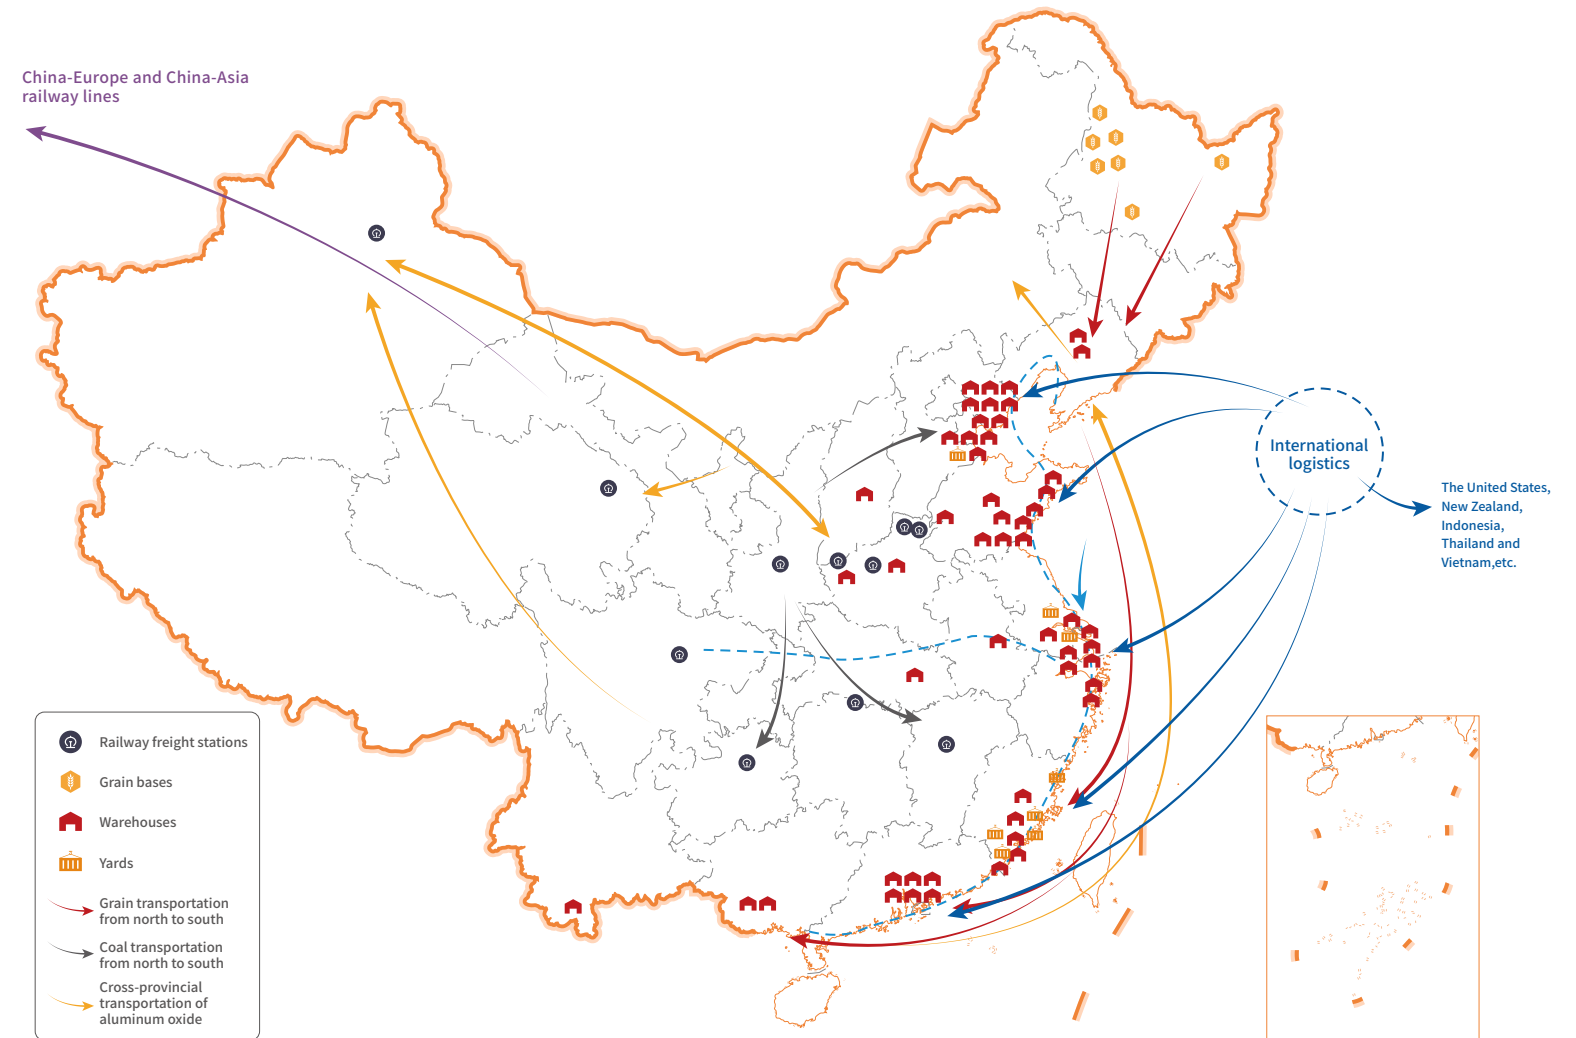 China-Europe and China-Asia
railway lines
International
logistics
The United States,
New Zealand,
Indonesia,
Thailand and
Vietnam,etc.
Railway freight stations
Grain bases
Warehouses
Yards
Grain transportation
from north to south
Coal transportation
from north to south
Cross-provincial
transportation of
aluminum oxide